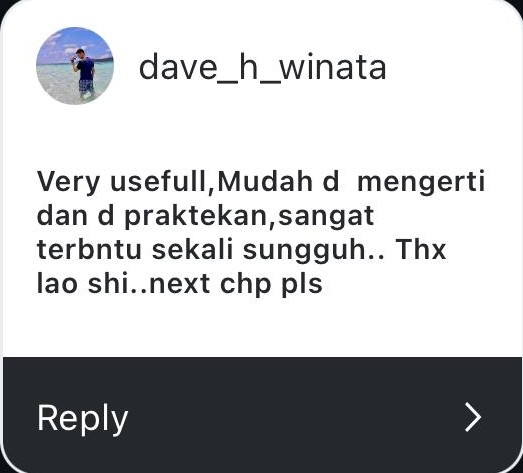 dave_h_winata
Very usefull,Mudah d  mengerti
dan d praktekan,sangat
terbntu sekali sungguh.. Thx
lao shi..next chp pls
Reply